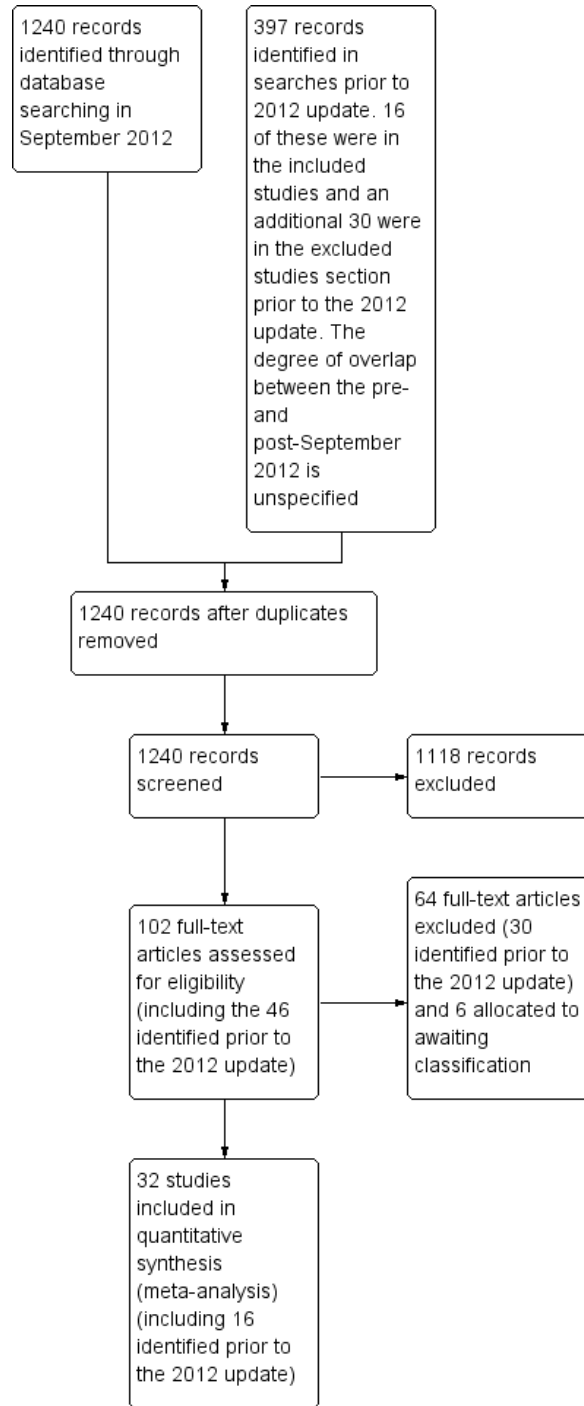 1240 records
identified through
database
searching in
September 2012
397 records
identified in
searches prior to
2012 update. 16
of these were in
the included
studies and an
additional 30 were
in the excluded
studies section
prior to the 2012
update. The
degree of overlap
between the pre-
and
post-September
2012 is
unspecified
1240 records after duplicates
removed
1240 records
screened
1118 records
excluded
102 full-text
articles assessed
for eligibility
(including the 46
identified prior to
the 2012 update)
64 full-text articles
excluded (30
identified prior to
the 2012 update)
and 6 allocated to
awaiting
classification
32 studies
included in
quantitative
synthesis
(meta-analysis)
(including 16
identified prior to
the 2012 update)